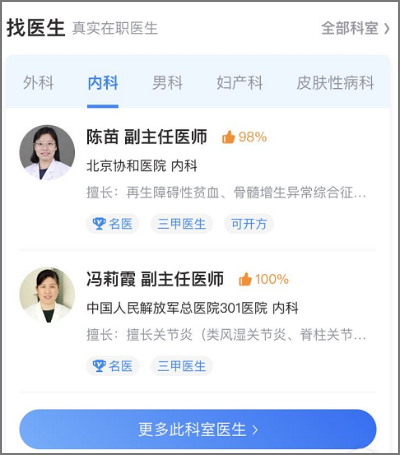 找医生 真实在职医生 全部科室 >
外科 内科 男科 妇产科 皮肤性病科
陈苗 副主任医师 98%
北京协和医院 内科
擅长：再生障碍性贫血、骨髓增生异常综合征...
名医 三甲医生 可开方
冯莉霞 副主任医师 100%
中国人民解放军总医院301医院 内科
擅长：擅长关节炎（类风湿关节炎、脊柱关节...
名医 三甲医生
更多此科室医生 >